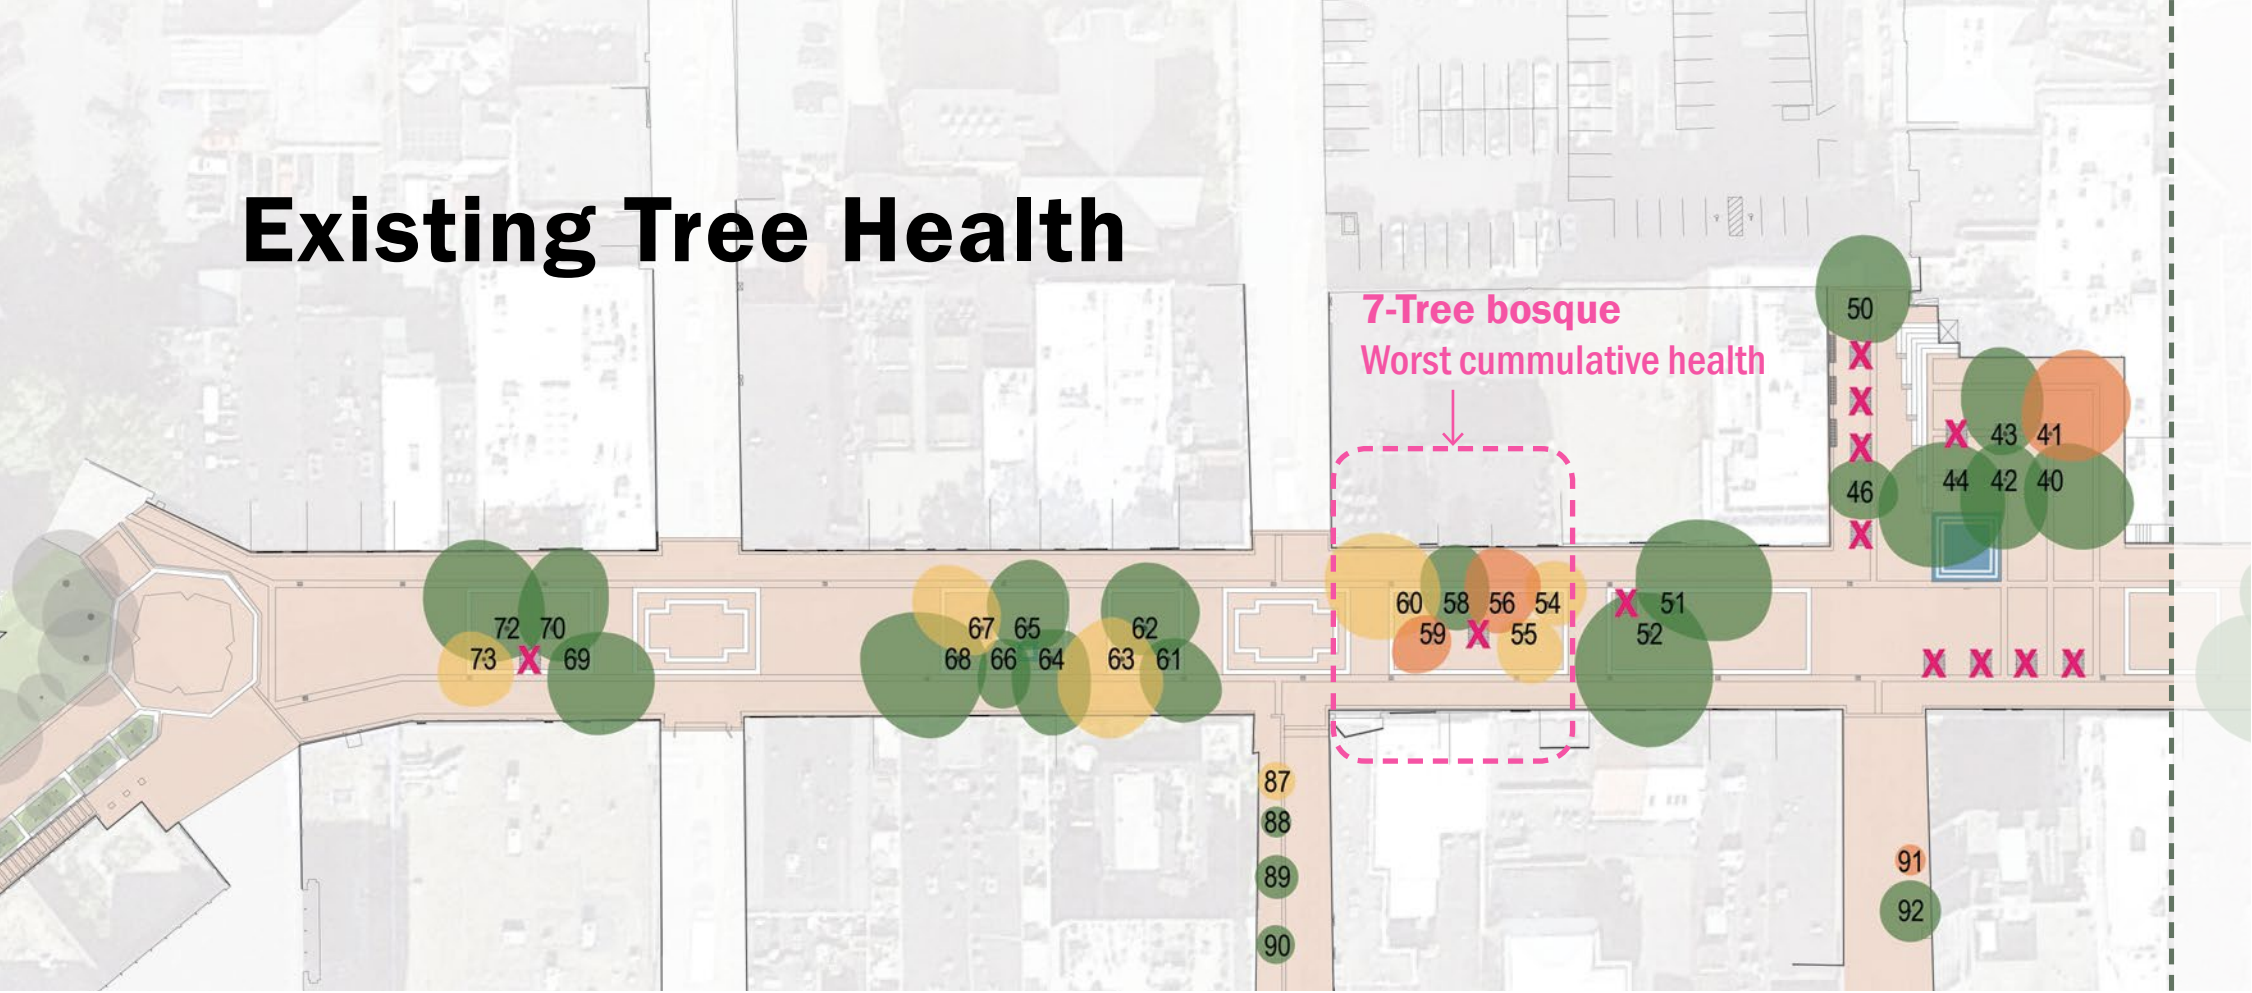 Existing Tree Health
7-Tree bosque
Worst cummulative health
50
X
X
X
46
X
X 43 41
44 42 40
72 70
73 X 69
67 65
68 66 64
62
63 61
60 58 56 54
59 X 55
X 51
52
X X X X
87
88
89
90
91
92